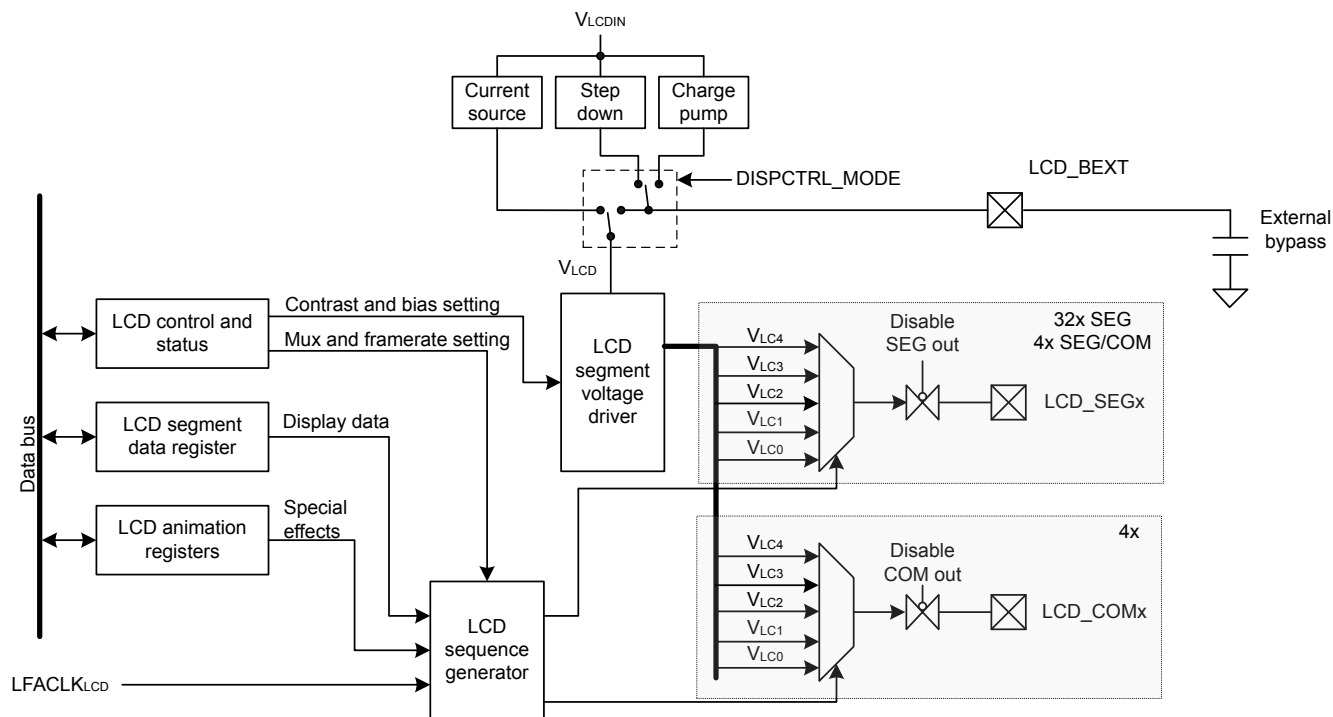 VLCDIN
Current
source
Step
down
Charge
pump
DISPCTRL_MODE
LCD_BEXT
External
bypass
VLCD
Data bus
LCD control and
status
Contrast and bias setting
Mux and framerate setting
LCD
segment
voltage
driver
32x SEG
4x SEG/COM
Disable
SEG out
VLC4
VLC3
VLC2
VLC1
VLC0
LCD_SEGx
LCD segment
data register
Display data
LCD animation
registers
Special
effects
4x
VLC4
VLC3
VLC2
VLC1
VLC0
Disable
COM out
LCD_COMx
LCD
sequence
generator
LFACLKLCD